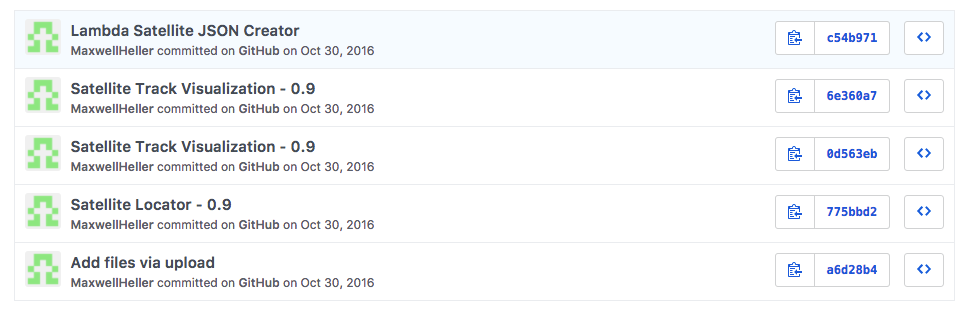 Lambda Satellite JSON Creator
MaxwellHeller committed on GitHub on Oct 30, 2016
c54b971
Satellite Track Visualization - 0.9
MaxwellHeller committed on GitHub on Oct 30, 2016
6e360a7
Satellite Track Visualization - 0.9
MaxwellHeller committed on GitHub on Oct 30, 2016
0d563eb
Satellite Locator - 0.9
MaxwellHeller committed on GitHub on Oct 30, 2016
775bbd2
Add files via upload
MaxwellHeller committed on GitHub on Oct 30, 2016
a6d28b4